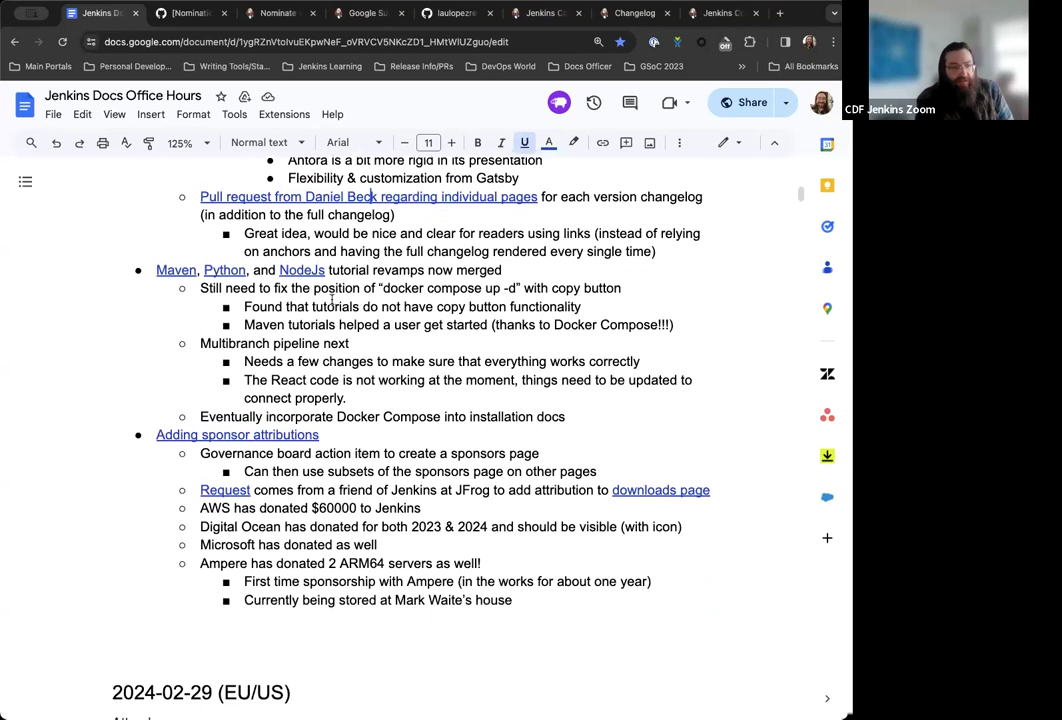 Jenkins D
[Nominati
Nominate
Google Su
laulopezre
Jenkins C
Changelog
Jenkins C
docs.google.com/document/d/1ygRZnVtolvuEKpwNeF_oVRVCV5NKcZD1_HMtWlUZguo/edit
Main Portals
Personal Develop...
Writing Tools/Sta...
Jenkins Learning
Release Info/PRs
DevOps World
Docs Officer
GSoC 2023
All Bookmarks
Off
CDF Jenkins Zoom
Jenkins Docs Office Hours
File Edit View Insert Format Tools Extensions Help
Share
125% Normal text Arial 11 B I U A
Antora is a bit more rigid in its presentation
Flexibility & customization from Gatsby
Pull request from Daniel Beck regarding individual pages for each version changelog
(in addition to the full changelog)
Great idea, would be nice and clear for readers using links (instead of relying
on anchors and having the full changelog rendered every single time)
Maven, Python, and NodeJs tutorial revamps now merged
Still need to fix the position of “docker compose up -d” with copy button
Found that tutorials do not have copy button functionality
Maven tutorials helped a user get started (thanks to Docker Compose!!!)
Multibranch pipeline next
Needs a few changes to make sure that everything works correctly
The React code is not working at the moment, things need to be updated to
connect properly.
Eventually incorporate Docker Compose into installation docs
Adding sponsor attributions
Governance board action item to create a sponsors page
Can then use subsets of the sponsors page on other pages
Request comes from a friend of Jenkins at JFrog to add attribution to downloads page
AWS has donated $60000 to Jenkins
Digital Ocean has donated for both 2023 & 2024 and should be visible (with icon)
Microsoft has donated as well
Ampere has donated 2 ARM64 servers as well!
First time sponsorship with Ampere (in the works for about one year)
Currently being stored at Mark Waite’s house
2024-02-29 (EU/US)